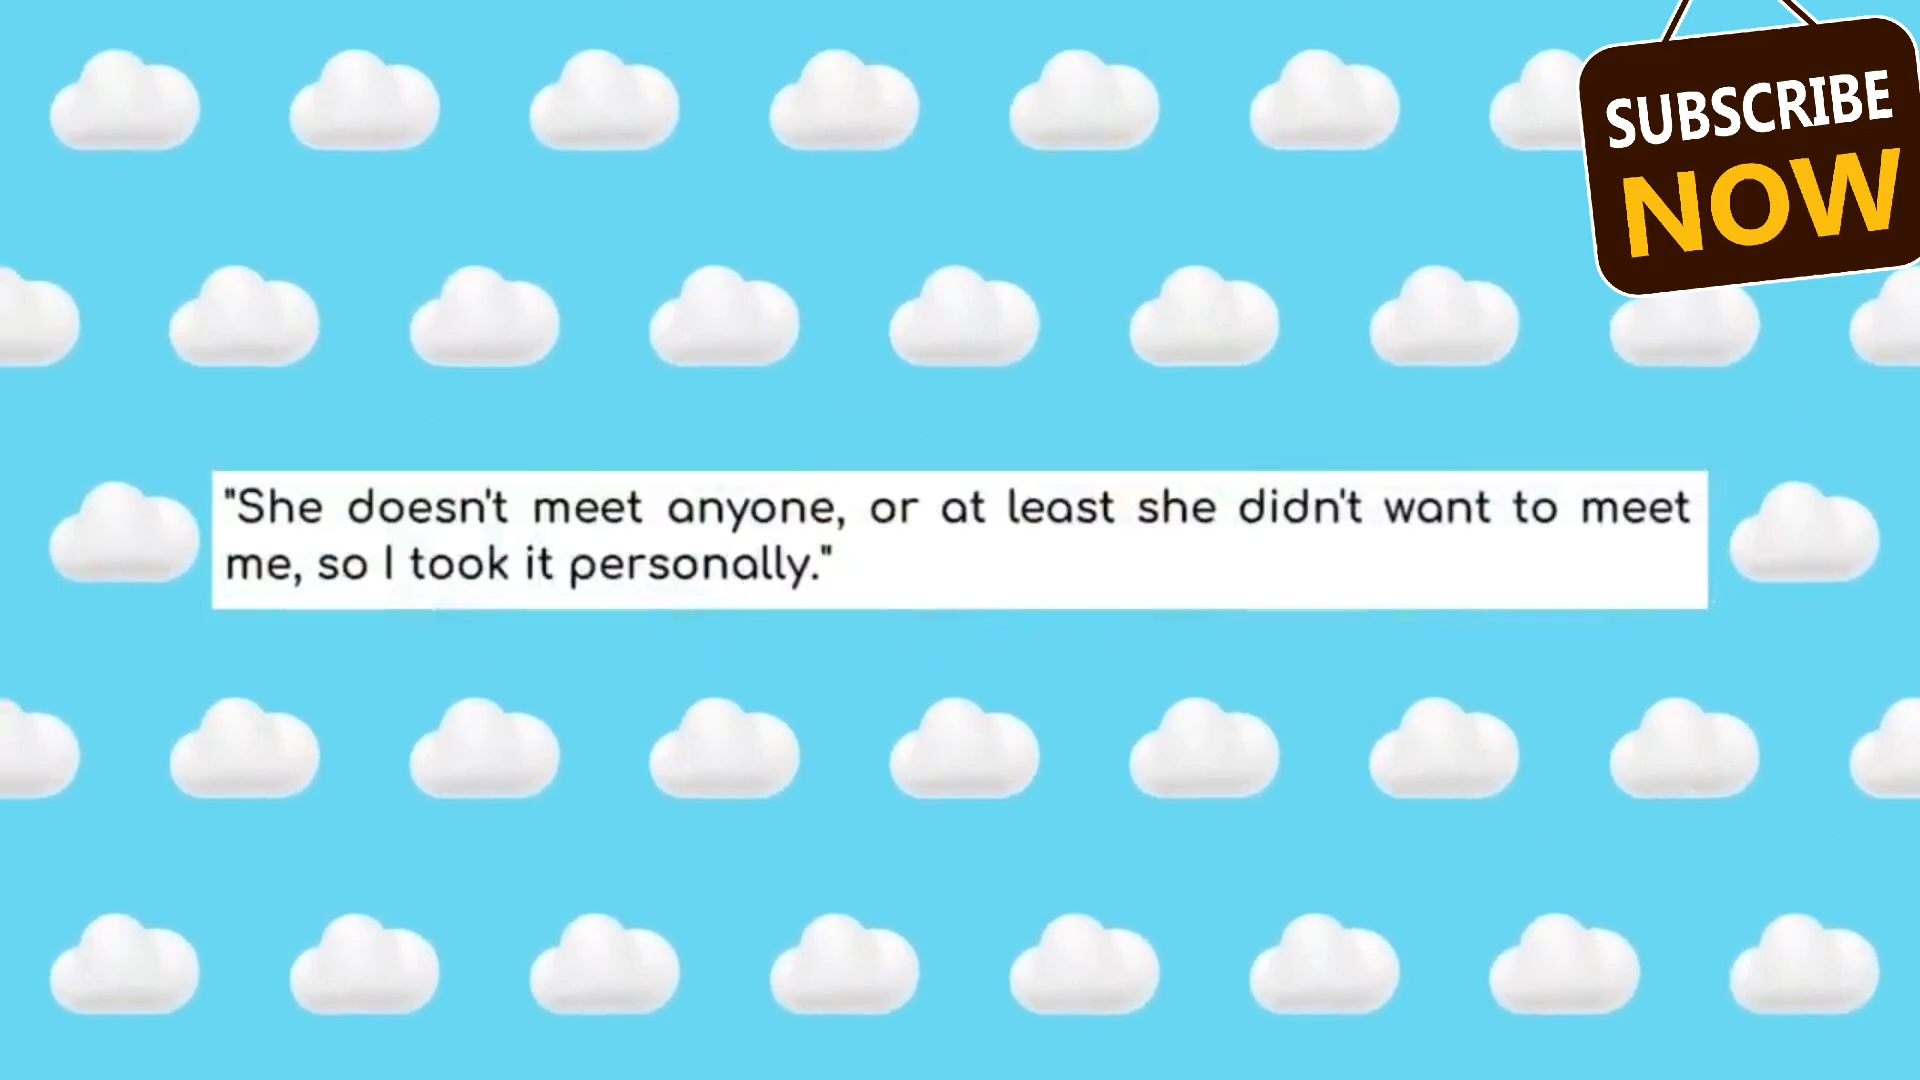 SUBSCRIBE
NOW
"She doesn't meet anyone, or at least she didn't want to meet
me, so I took it personally."